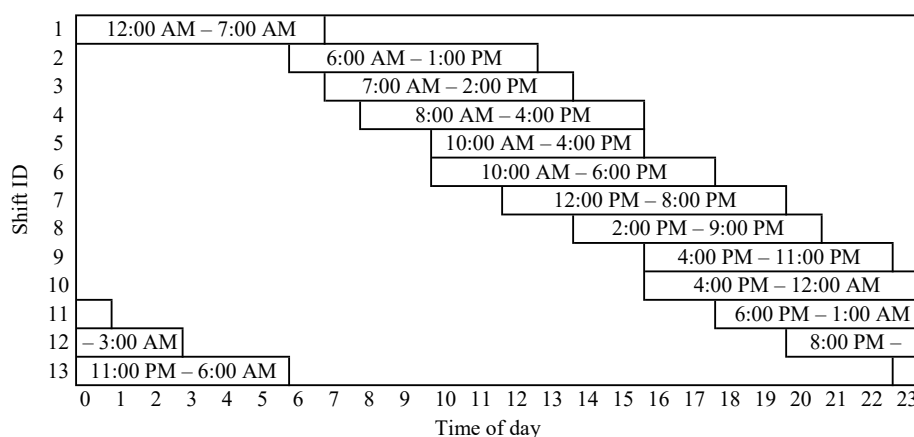 1 12:00 AM – 7:00 AM
2 6:00 AM – 1:00 PM
3 7:00 AM – 2:00 PM
4 8:00 AM – 4:00 PM
5 10:00 AM – 4:00 PM
6 10:00 AM – 6:00 PM
7 12:00 PM – 8:00 PM
8 2:00 PM – 9:00 PM
9 4:00 PM – 11:00 PM
10 4:00 PM – 12:00 AM
11 6:00 PM – 1:00 AM
12 – 3:00 AM 8:00 PM –
13 11:00 PM – 6:00 AM
Shift ID
0 1 2 3 4 5 6 7 8 9 10 11 12 13 14 15 16 17 18 19 20 21 22 23
Time of day